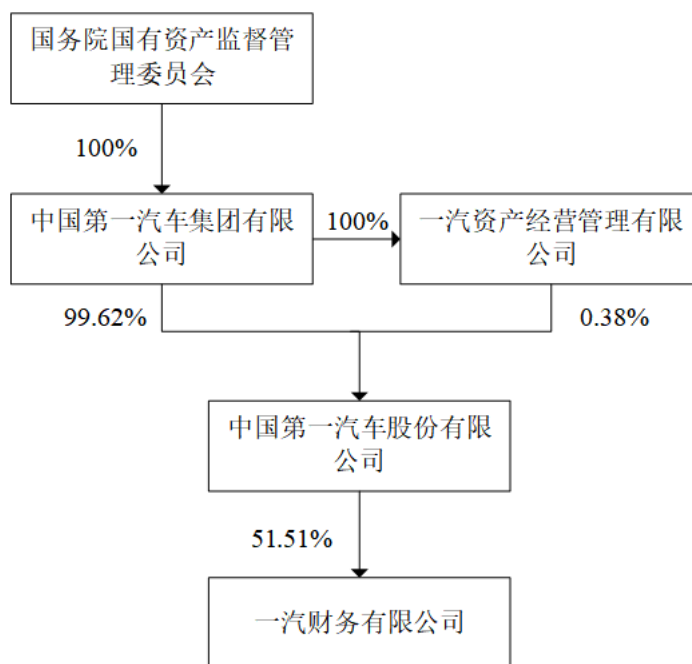 国务院国有资产监督管
理委员会
100%
中国第一汽车集团有限
公司
100%
一汽资产经营管理有限
公司
99.62%
0.38%
中国第一汽车股份有限
公司
51.51%
一汽财务有限公司